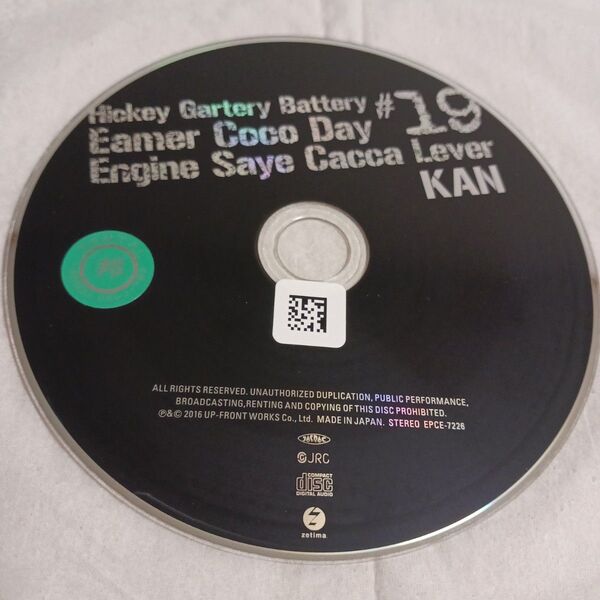 Hickey Gartery Battery #19
Eamer Coco Day
Engine Saye Cacca Lever
KAN
ALL RIGHTS RESERVED. UNAUTHORIZED DUPLICATION, PUBLIC PERFORMANCE,
BROADCASTING,RENTING AND COPYING OF THIS DISC PROHIBITED.
℗&© 2016 UP-FRONT WORKS Co., Ltd. MADE IN JAPAN. STEREO EPCE-7226
JRC
COMPACT
disc
DIGITAL AUDIO
zetima